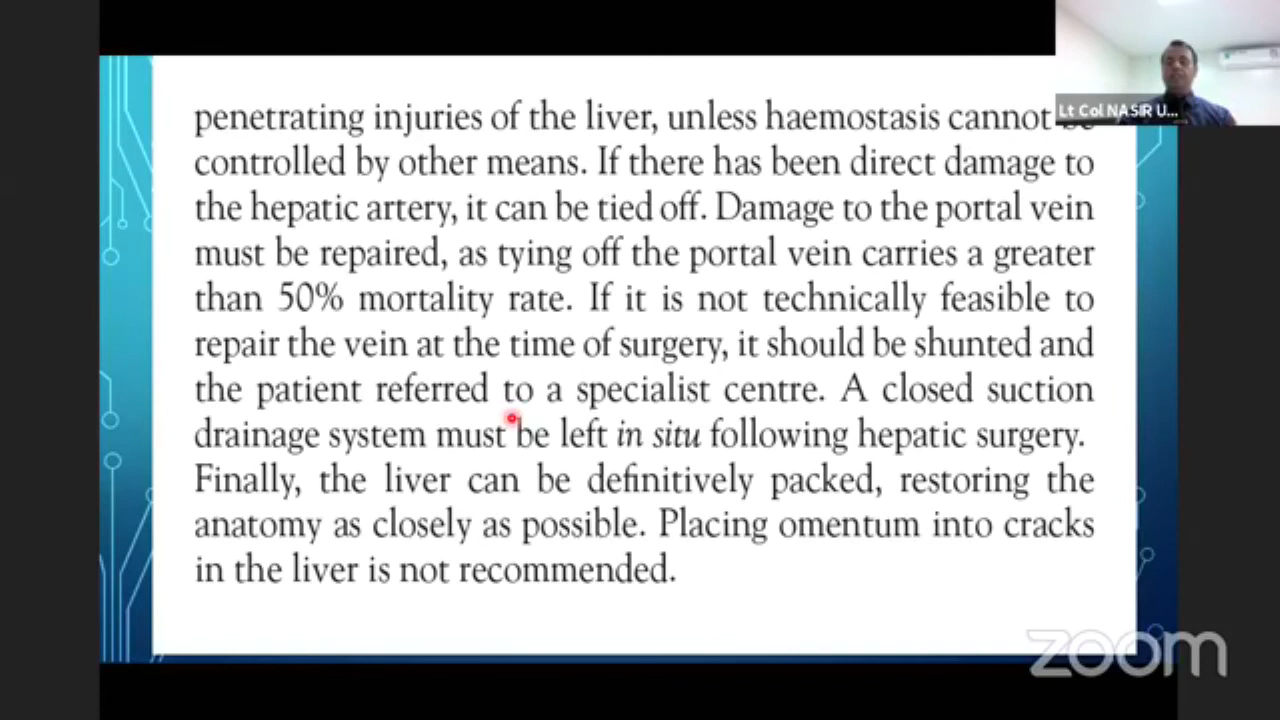 penetrating injuries of the liver, unless haemostasis cannot be
controlled by other means. If there has been direct damage to
the hepatic artery, it can be tied off. Damage to the portal vein
must be repaired, as tying off the portal vein carries a greater
than 50% mortality rate. If it is not technically feasible to
repair the vein at the time of surgery, it should be shunted and
the patient referred to a specialist centre. A closed suction
drainage system must be left in situ following hepatic surgery.
Finally, the liver can be definitively packed, restoring the
anatomy as closely as possible. Placing omentum into cracks
in the liver is not recommended.
Lt Col NASIR U...
zoom